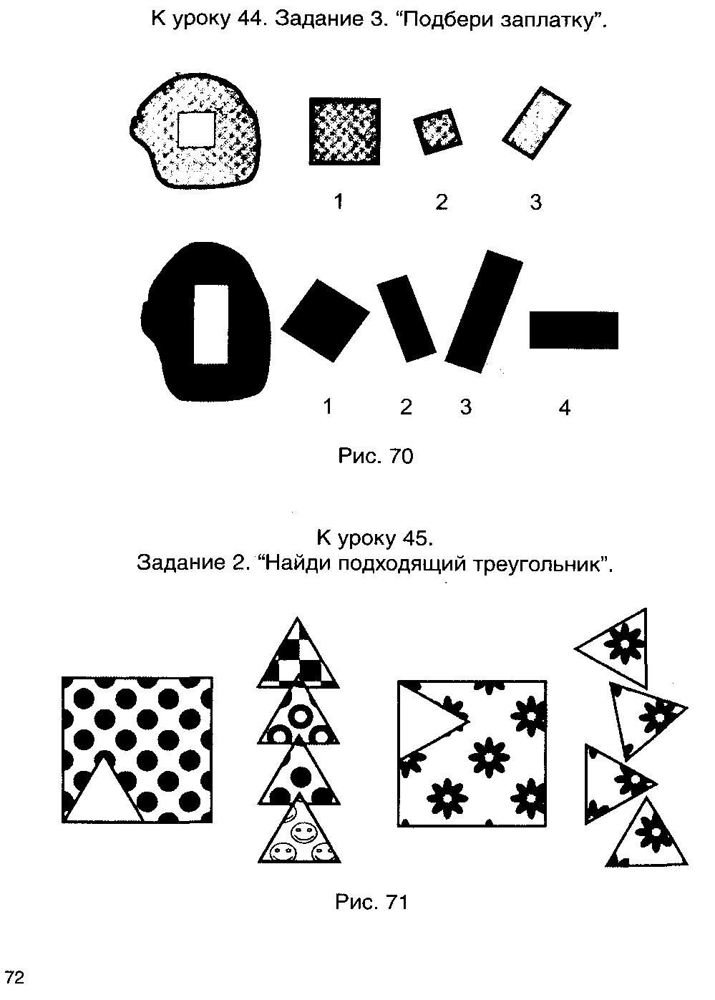 К уроку 44. Задание 3. “Подбери заплатку”.
1 2 3
1 2 3 4
Рис. 70
К уроку 45.
Задание 2. “Найди подходящий треугольник”.
Рис. 71
72